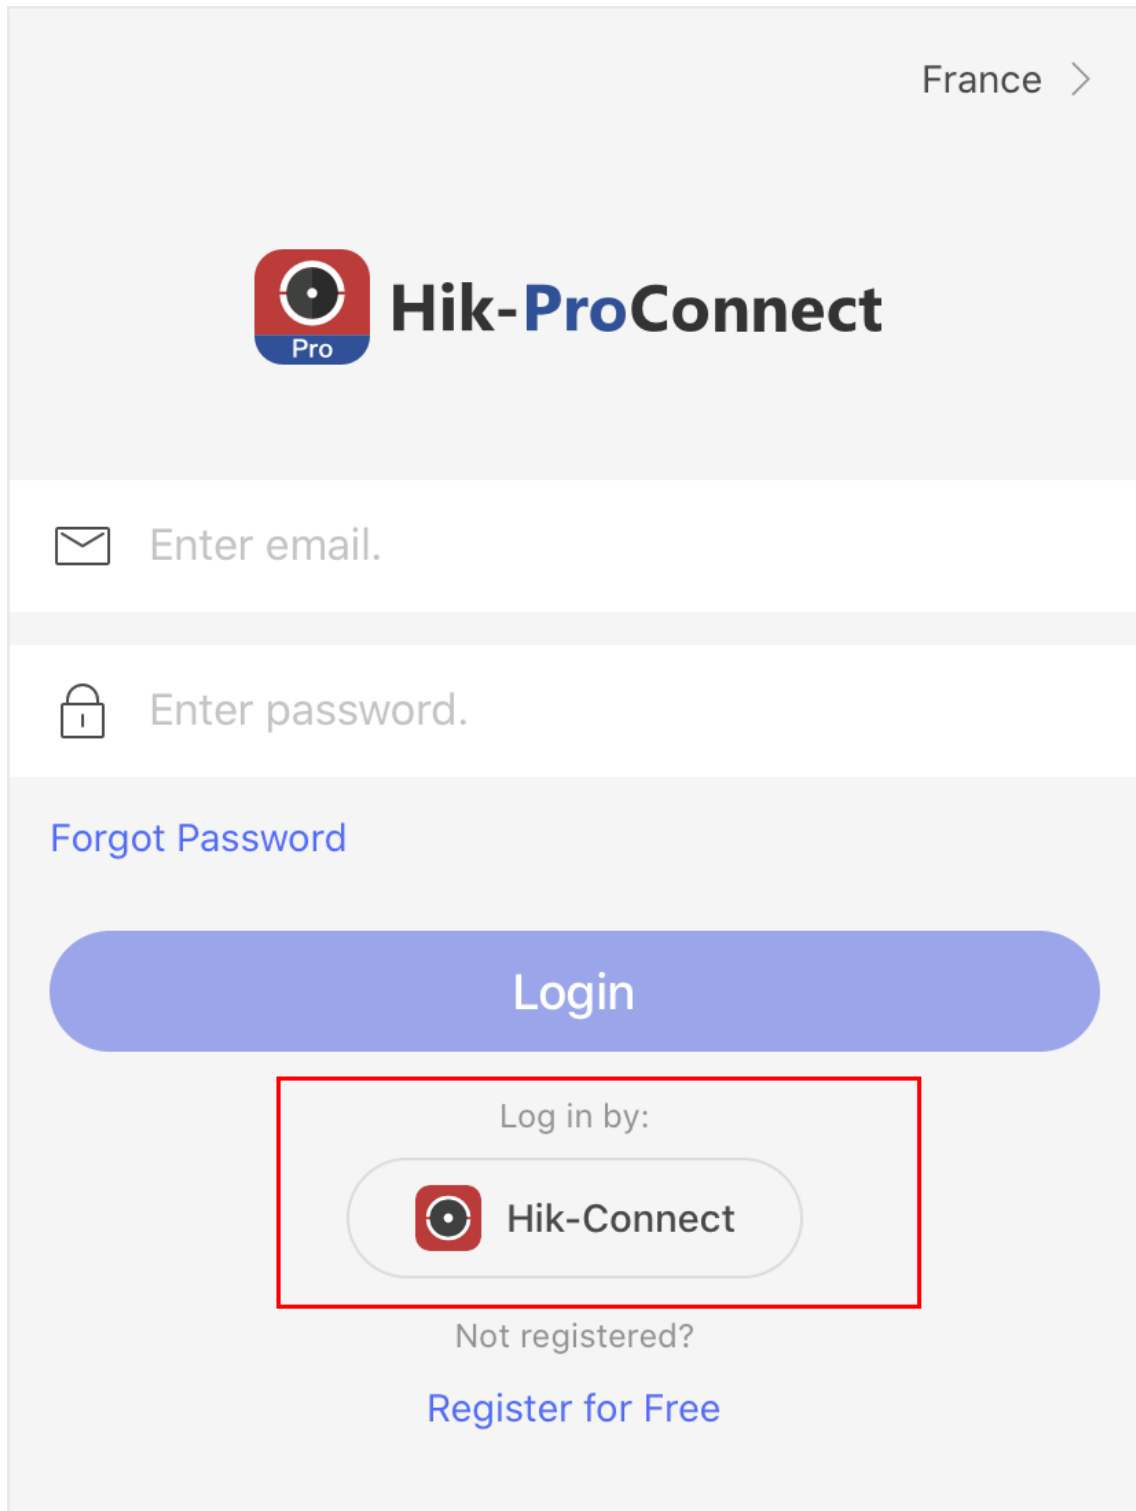 France
Pro
Hik-ProConnect
Enter email.
Enter password.
Forgot Password
Login
Log in by:
Hik-Connect
Not registered?
Register for Free